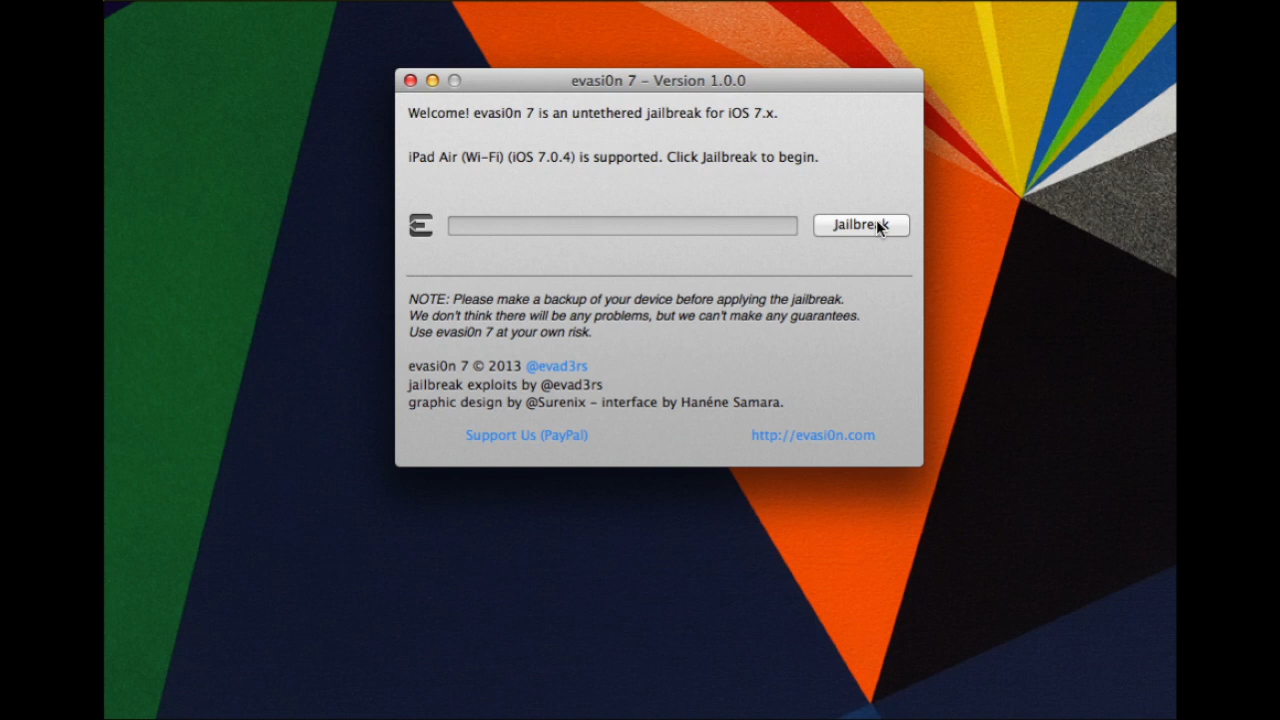 evasi0n 7 – Version 1.0.0
Welcome! evasi0n 7 is an untethered jailbreak for iOS 7.x.
iPad Air (Wi-Fi) (iOS 7.0.4) is supported. Click Jailbreak to begin.
Jailbreak
NOTE: Please make a backup of your device before applying the jailbreak.
We don't think there will be any problems, but we can't make any guarantees.
Use evasi0n 7 at your own risk.
evasi0n 7 © 2013 @evad3rs
jailbreak exploits by @evad3rs
graphic design by @Surenix – interface by Hanéne Samara.
Support Us (PayPal) http://evasi0n.com